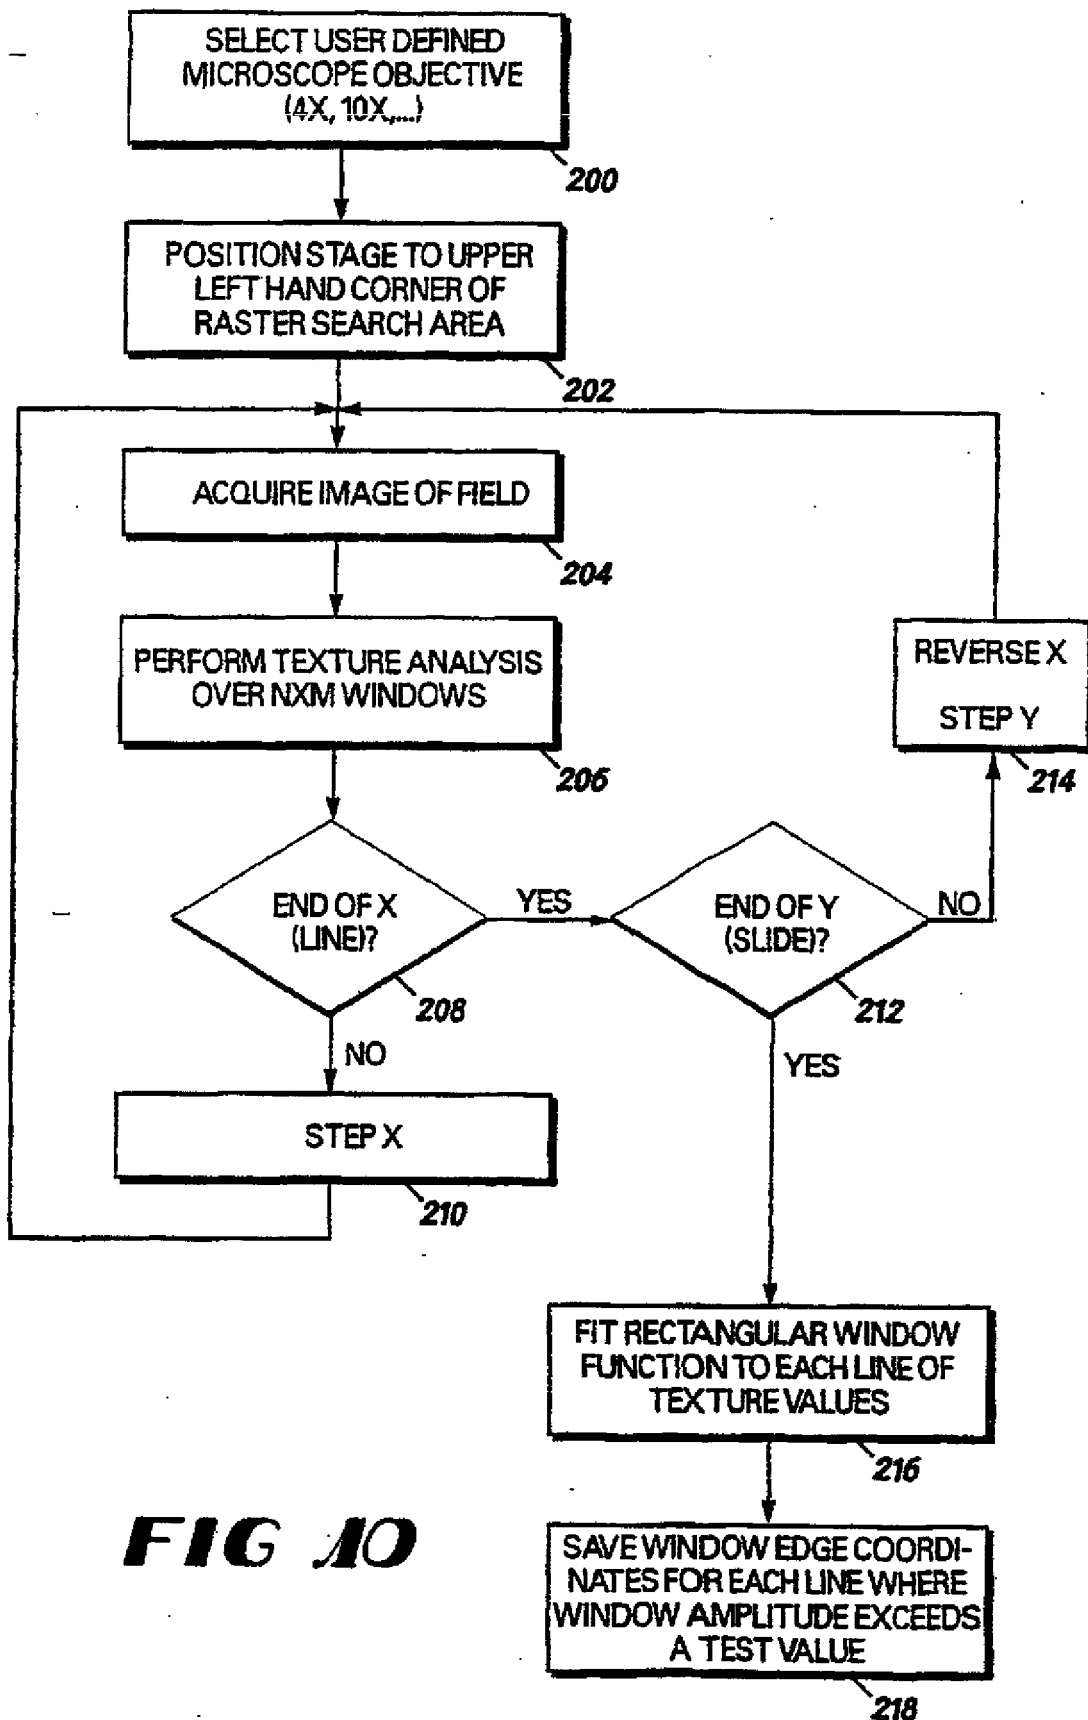 SELECT USER DEFINED
MICROSCOPE OBJECTIVE
(4X, 10X,...)
200
POSITION STAGE TO UPPER
LEFT HAND CORNER OF
RASTER SEARCH AREA
202
ACQUIRE IMAGE OF FIELD
204
PERFORM TEXTURE ANALYSIS
OVER NXM WINDOWS
206
REVERSE X
STEP Y
214
END OF X
(LINE)?
208
YES
END OF Y
(SLIDE)?
212
NO
NO
YES
STEP X
210
FIT RECTANGULAR WINDOW
FUNCTION TO EACH LINE OF
TEXTURE VALUES
216
SAVE WINDOW EDGE COORDI-
NATES FOR EACH LINE WHERE
WINDOW AMPLITUDE EXCEEDS
A TEST VALUE
218
FIG 10